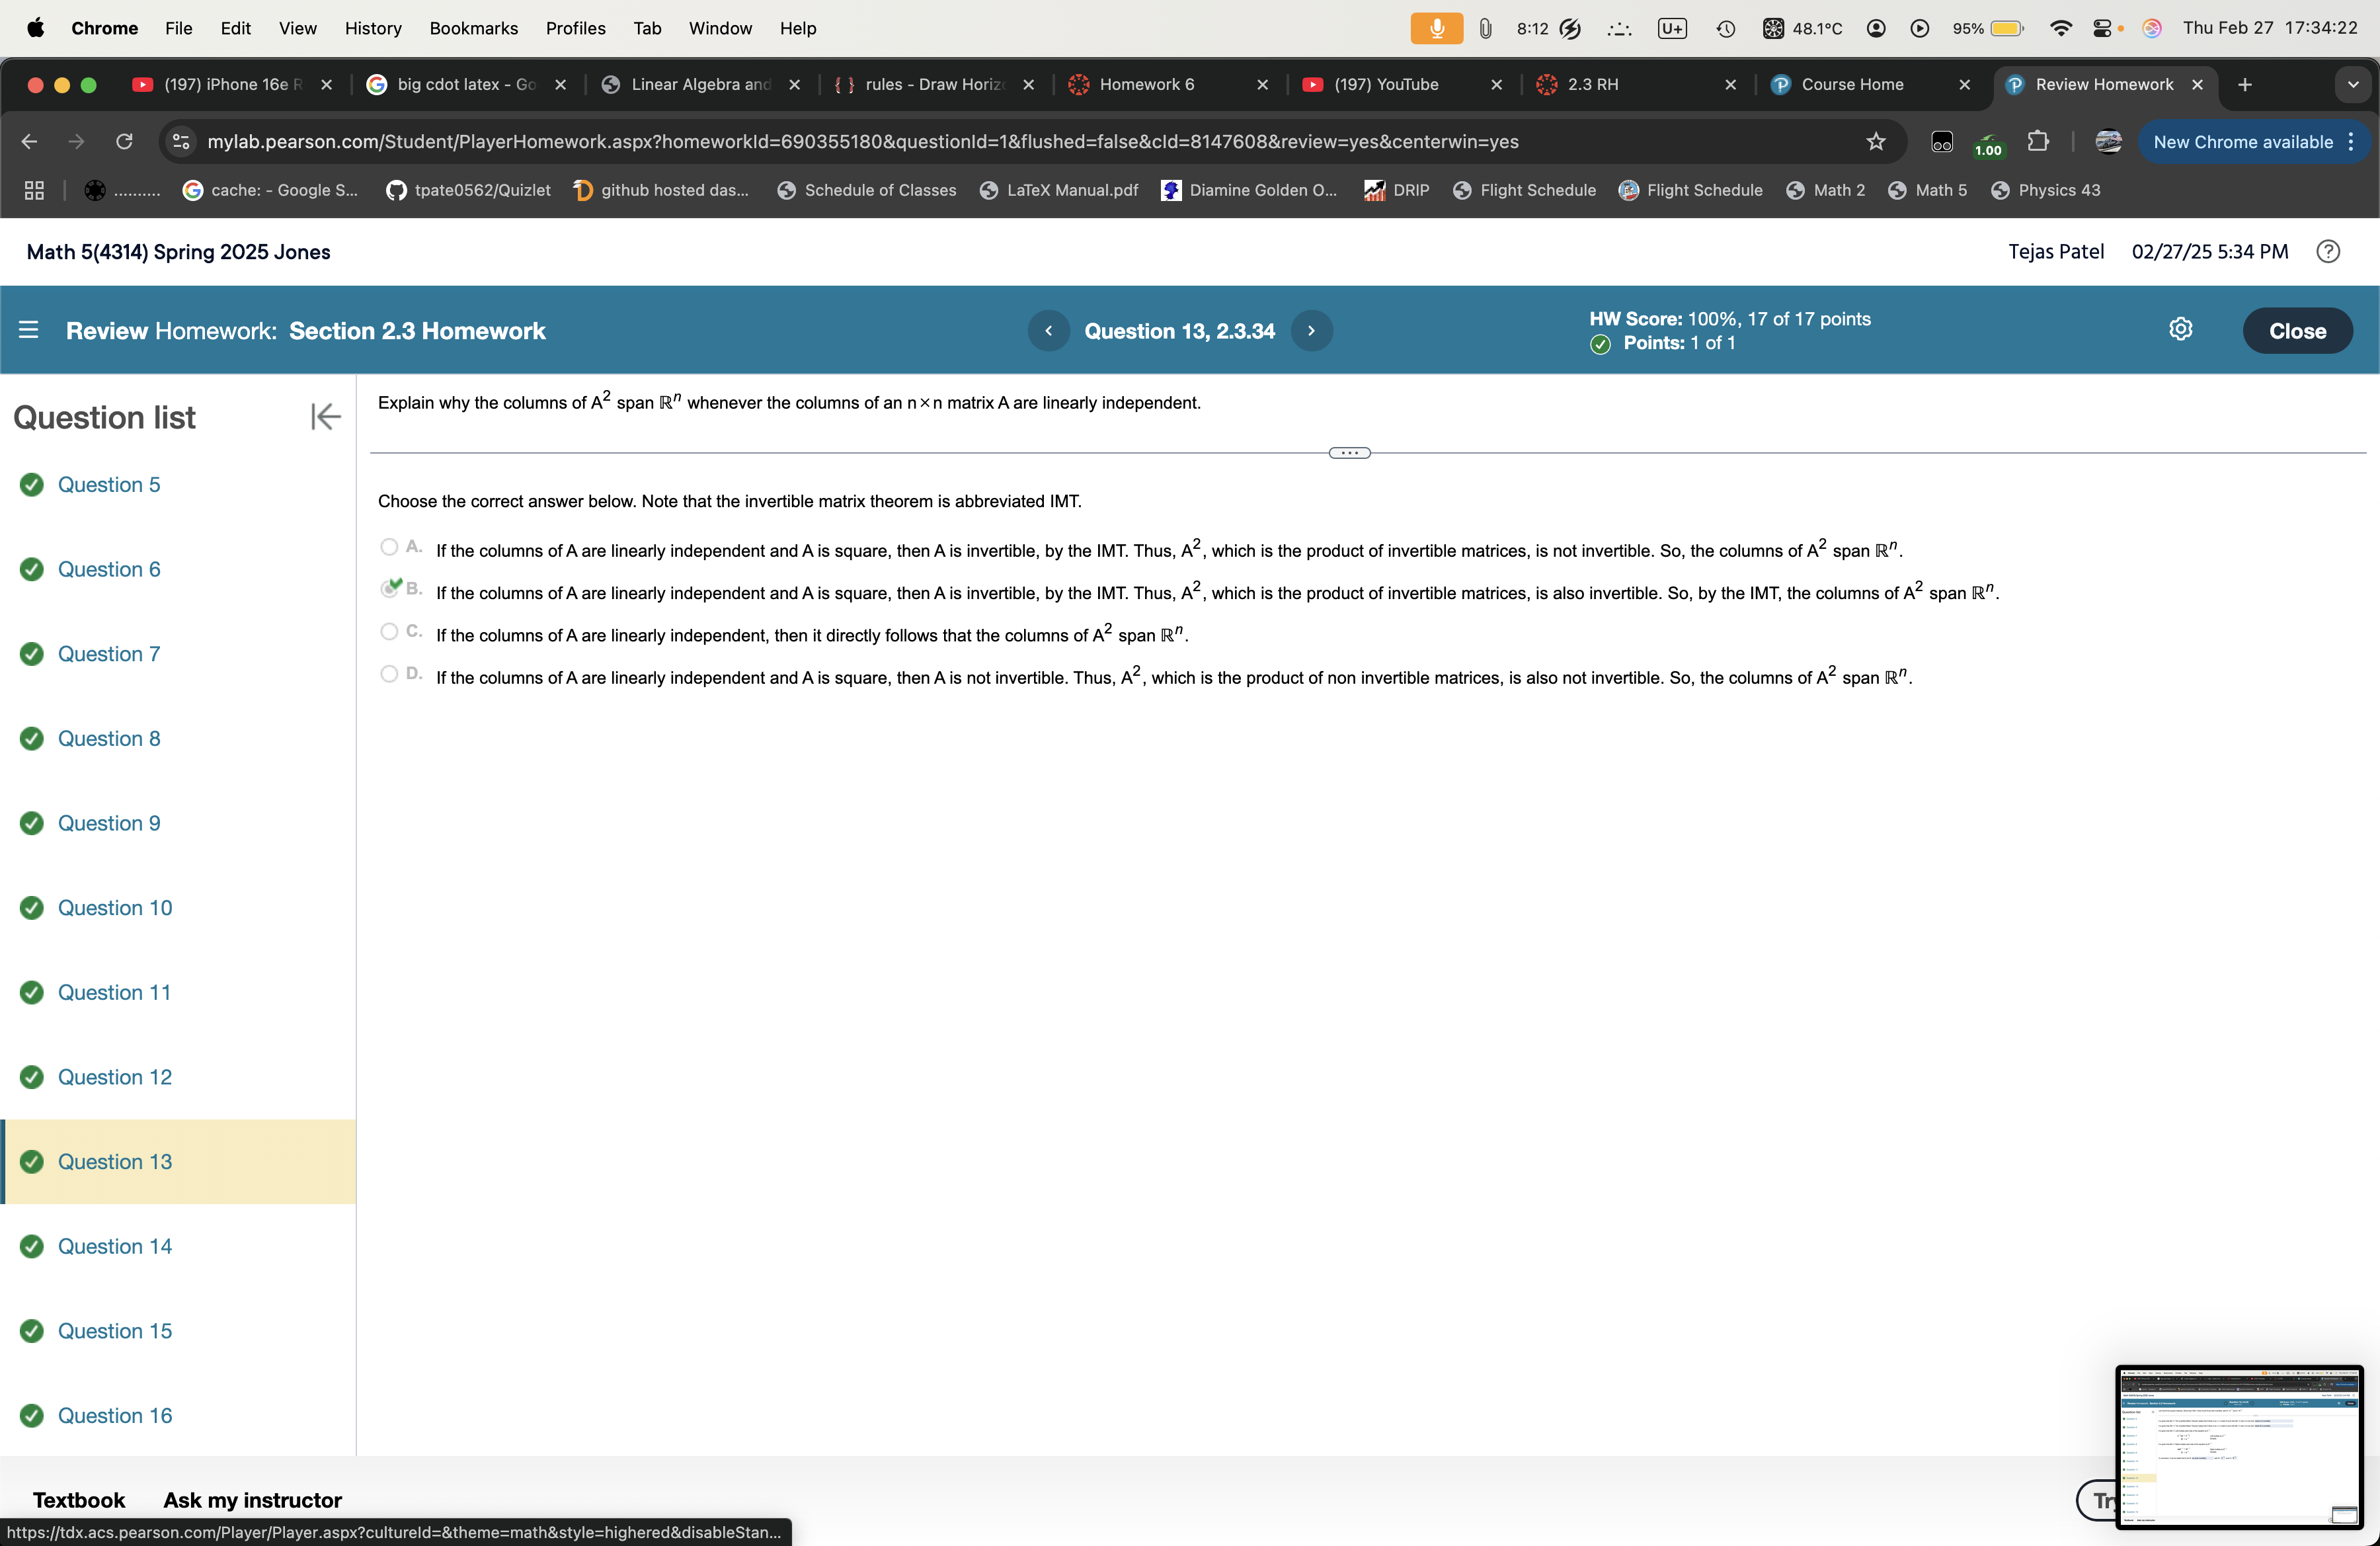 Chrome File Edit View History Bookmarks Profiles Tab Window Help 8:12 U+ 48.1°C 95% Thu Feb 27 17:34:22
(197) iPhone 16e R big cdot latex - Go Linear Algebra and { } rules - Draw Horizo Homework 6 (197) YouTube 2.3 RH Course Home Review Homework
mylab.pearson.com/Student/PlayerHomework.aspx?homeworkId=690355180&questionId=1&flushed=false&cId=8147608&review=yes&centerwin=yes 1.00 New Chrome available
.......... cache: - Google S... tpate0562/Quizlet github hosted das... Schedule of Classes LaTeX Manual.pdf Diamine Golden O... DRIP Flight Schedule Flight Schedule Math 2 Math 5 Physics 43
Math 5(4314) Spring 2025 Jones Tejas Patel 02/27/25 5:34 PM
Review Homework: Section 2.3 Homework Question 13, 2.3.34 HW Score: 100%, 17 of 17 points Close
Points: 1 of 1
Question list
Question 5
Question 6
Question 7
Question 8
Question 9
Question 10
Question 11
Question 12
Question 13
Question 14
Question 15
Question 16
Explain why the columns of A² span ℝⁿ whenever the columns of an n×n matrix A are linearly independent.
Choose the correct answer below. Note that the invertible matrix theorem is abbreviated IMT.
A. If the columns of A are linearly independent and A is square, then A is invertible, by the IMT. Thus, A², which is the product of invertible matrices, is not invertible. So, the columns of A² span ℝⁿ.
B. If the columns of A are linearly independent and A is square, then A is invertible, by the IMT. Thus, A², which is the product of invertible matrices, is also invertible. So, by the IMT, the columns of A² span ℝⁿ.
C. If the columns of A are linearly independent, then it directly follows that the columns of A² span ℝⁿ.
D. If the columns of A are linearly independent and A is square, then A is not invertible. Thus, A², which is the product of non invertible matrices, is also not invertible. So, the columns of A² span ℝⁿ.
Textbook Ask my instructor
https://tdx.acs.pearson.com/Player/Player.aspx?cultureId=&theme=math&style=highered&disableStan...